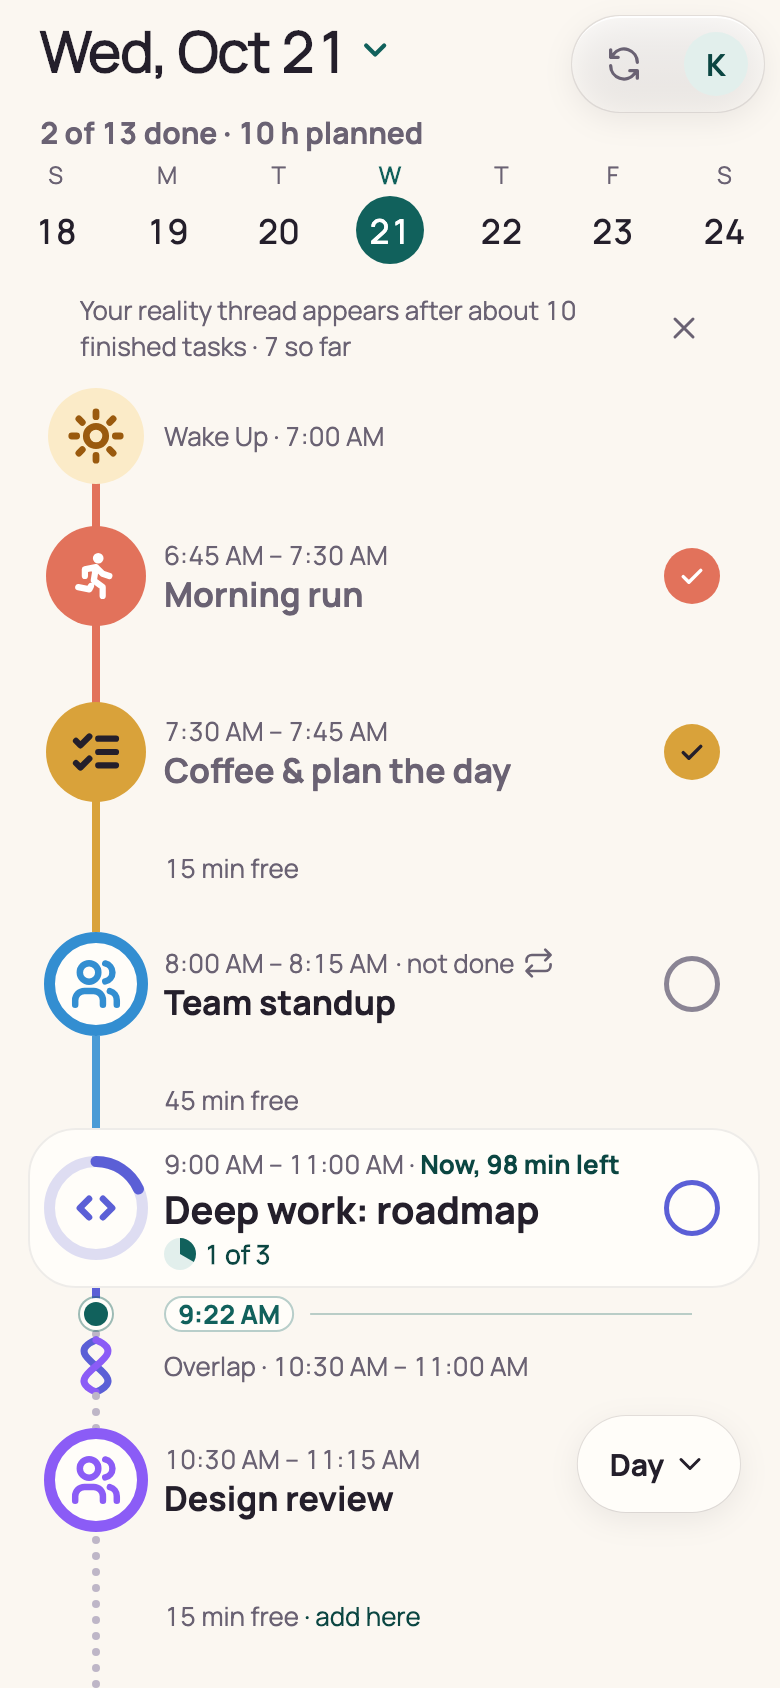 Wed, Oct 21
K
2 of 13 done · 10 h planned
S M T W T F S
18 19 20 21 22 23 24
Your reality thread appears after about 10
finished tasks · 7 so far
Wake Up · 7:00 AM
6:45 AM – 7:30 AM
Morning run
7:30 AM – 7:45 AM
Coffee & plan the day
15 min free
8:00 AM – 8:15 AM · not done
Team standup
45 min free
9:00 AM – 11:00 AM · Now, 98 min left
Deep work: roadmap
1 of 3
9:22 AM
Overlap · 10:30 AM – 11:00 AM
10:30 AM – 11:15 AM
Design review
Day
15 min free · add here